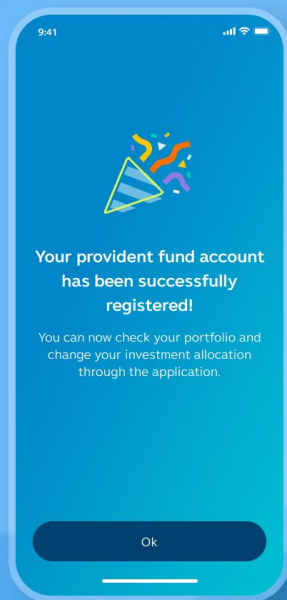 9:41
Your provident fund account
has been successfully
registered!
You can now check your portfolio and
change your investment allocation
through the application.
Ok